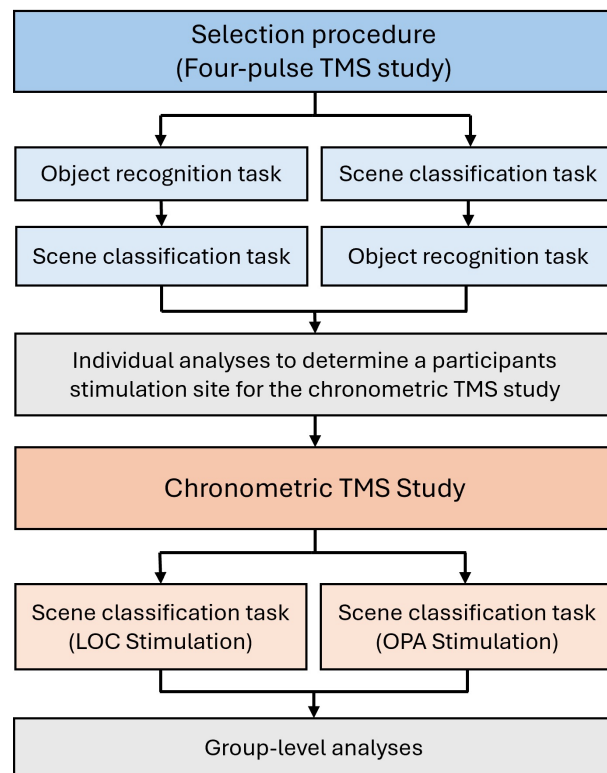 Selection procedure
(Four-pulse TMS study)
Object recognition task
Scene classification task
Scene classification task
Object recognition task
Individual analyses to determine a participants
stimulation site for the chronometric TMS study
Chronometric TMS Study
Scene classification task
(LOC Stimulation)
Scene classification task
(OPA Stimulation)
Group-level analyses